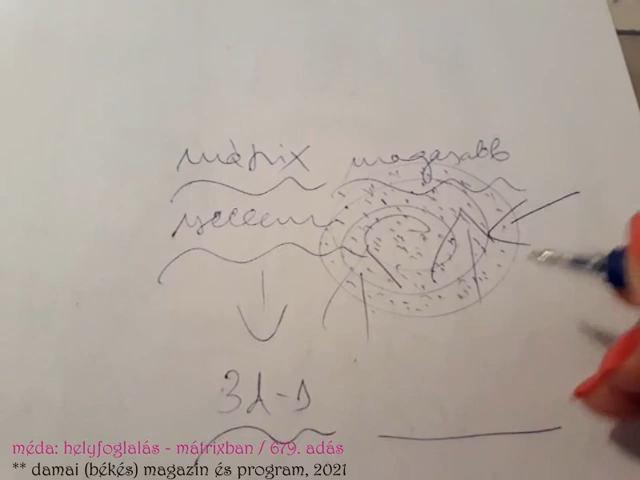 mátrix magasabb
3d-s
méda: helyfoglalás - mátrixban / 679. adás
** damai (békés) magazin és program, 2021